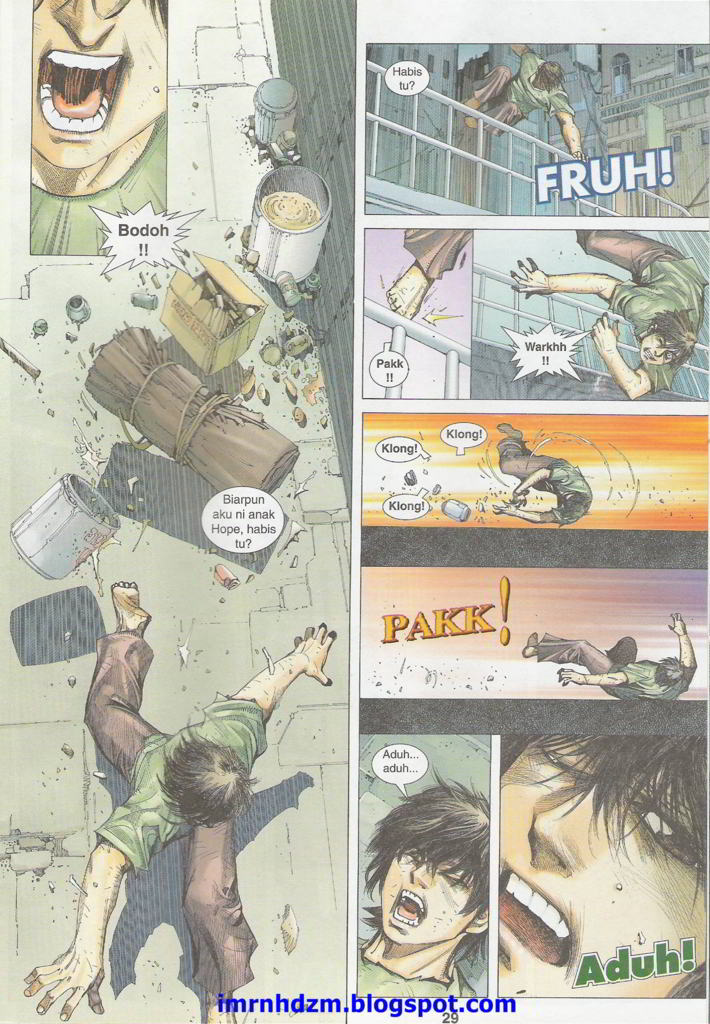 Bodoh
!!
Biarpun
aku ni anak
Hope, habis
tu?
Habis
tu?
FRUH!
Pakk
!!
Warkhh
!!
Klong!
Klong!
Klong!
PAKK!
Aduh...
aduh...
Aduh!
imrnhdzm.blogspot.com
29